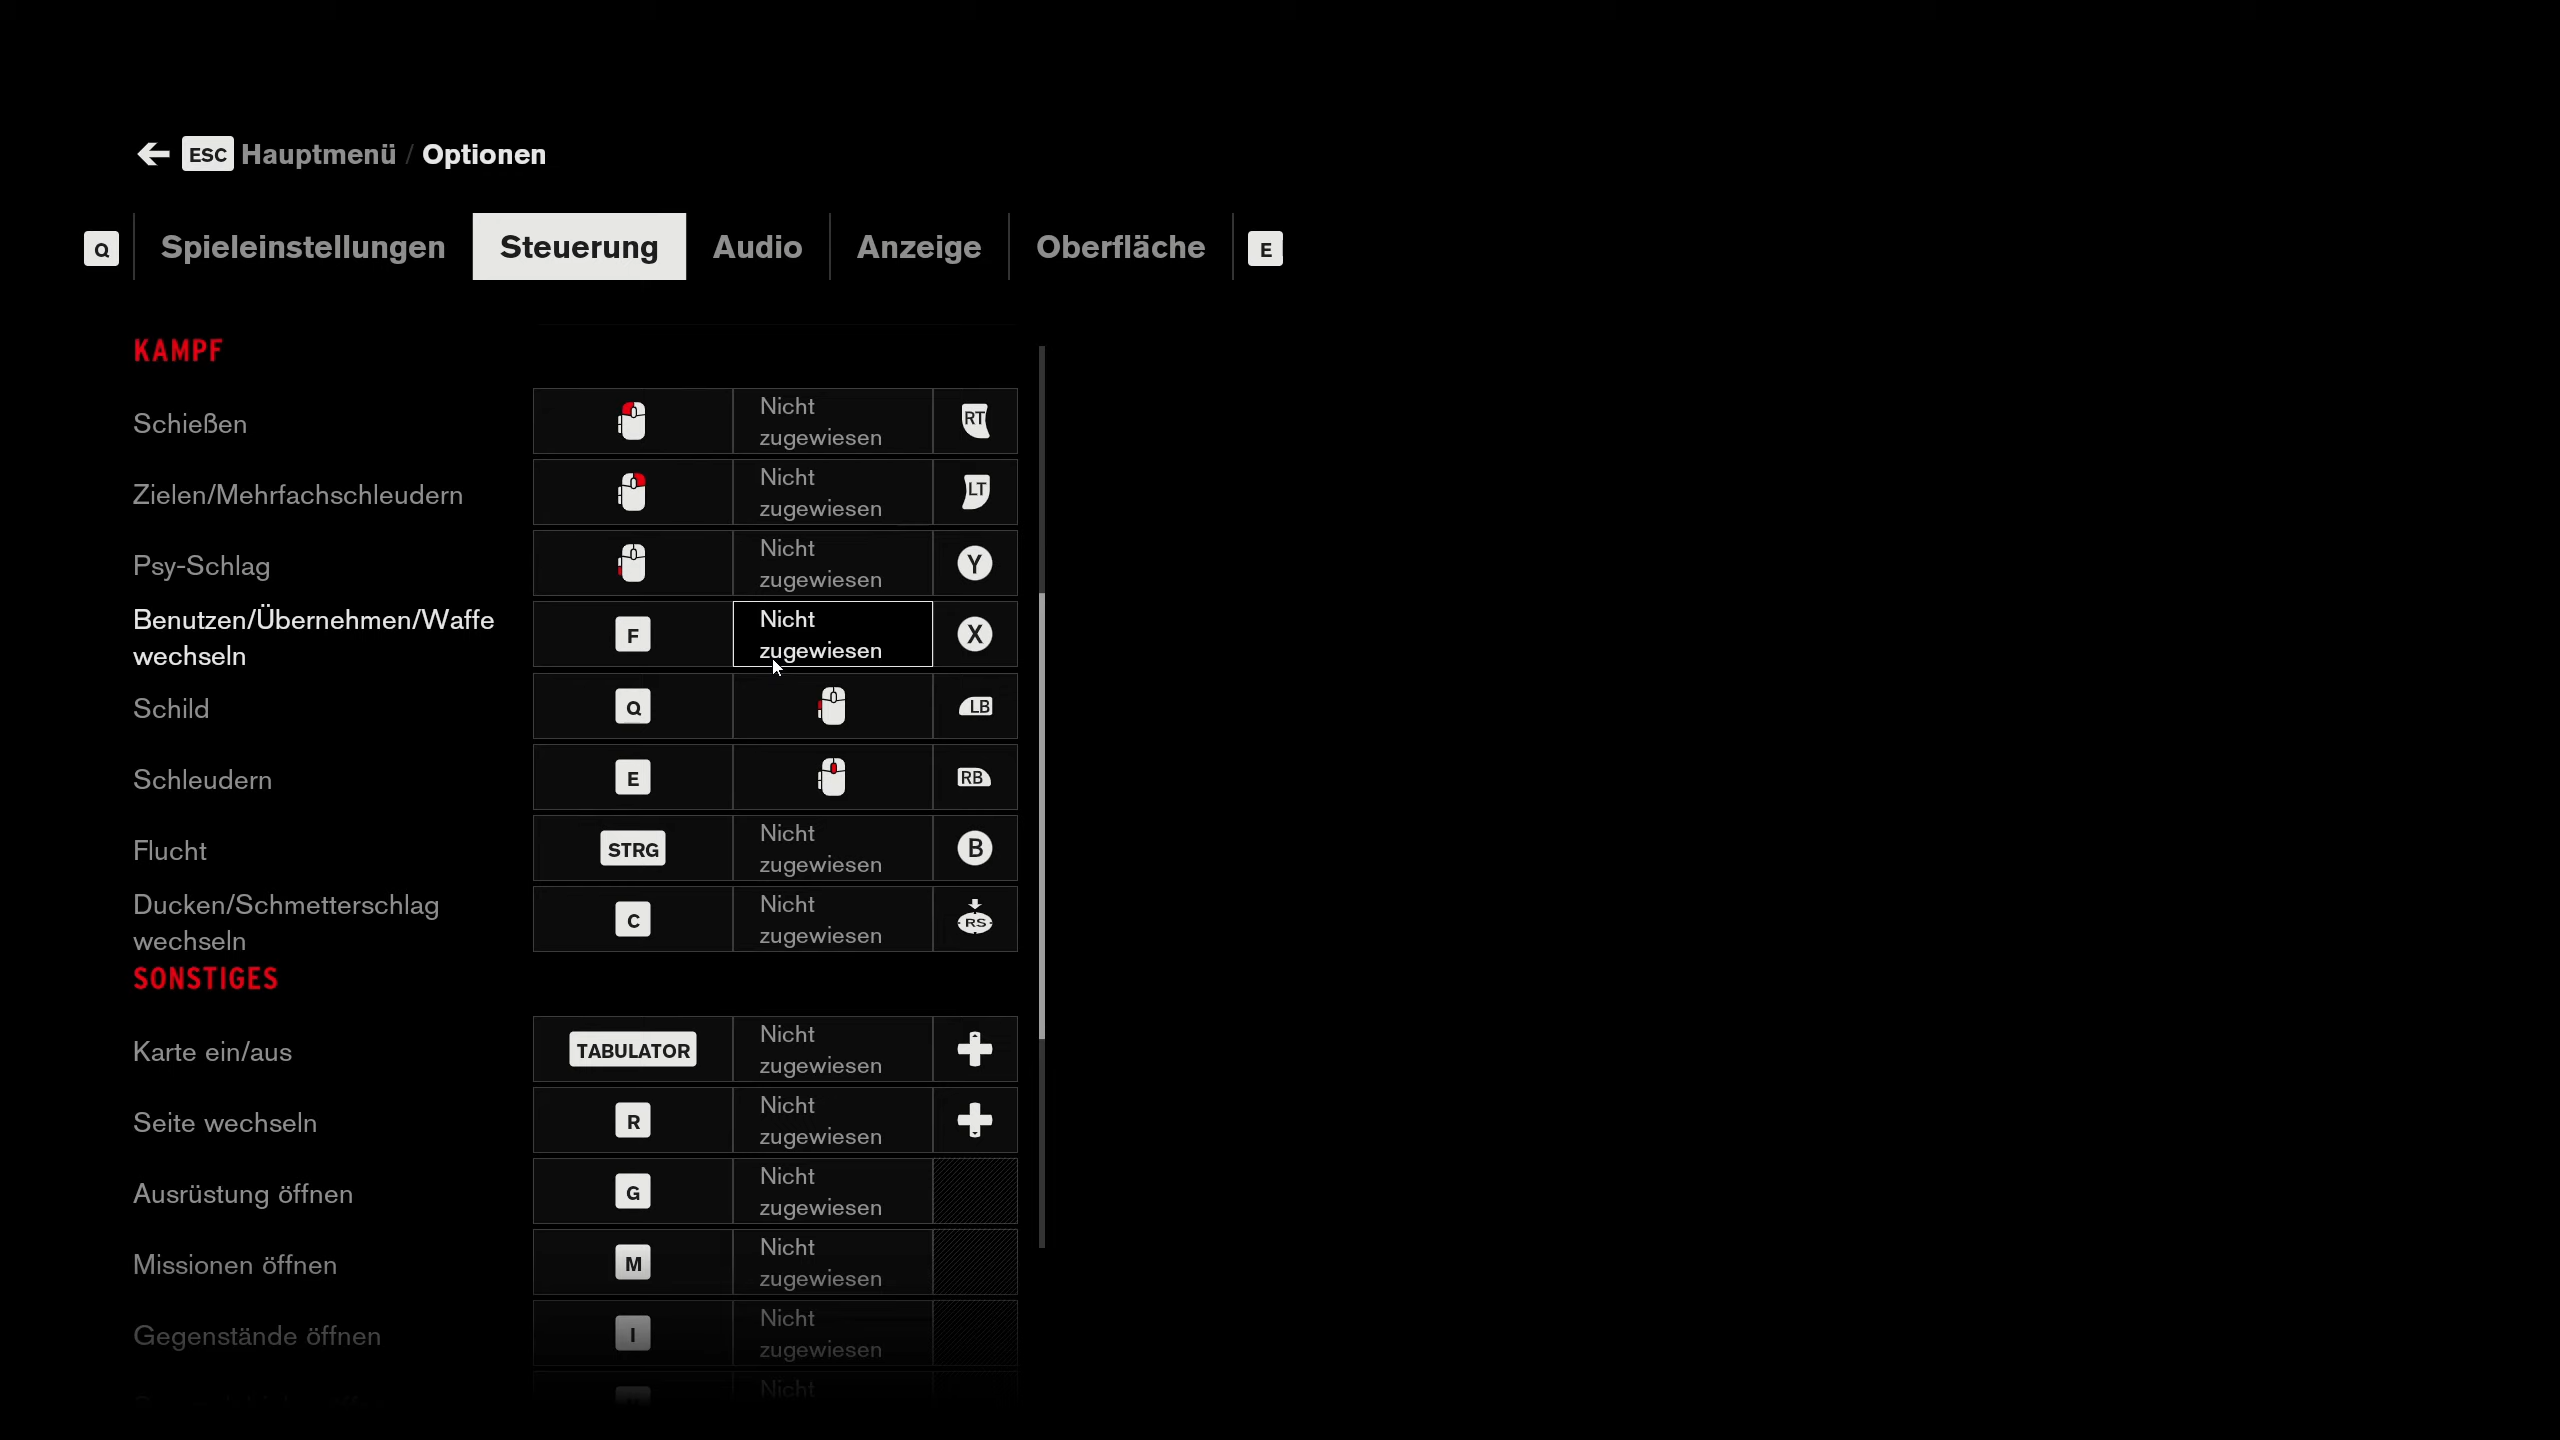 ESC Hauptmenü / Optionen
Q Spieleinstellungen Steuerung Audio Anzeige Oberfläche E
KAMPF
Schießen
Nicht
zugewiesen
RT
Zielen/Mehrfachschleudern
Nicht
zugewiesen
LT
Psy-Schlag
Nicht
zugewiesen
Y
Benutzen/Übernehmen/Waffe
wechseln
F
Nicht
zugewiesen
X
Schild
Q
LB
Schleudern
E
RB
Flucht
STRG
Nicht
zugewiesen
B
Ducken/Schmetterschlag
wechseln
C
Nicht
zugewiesen
RS
SONSTIGES
Karte ein/aus
TABULATOR
Nicht
zugewiesen
Seite wechseln
R
Nicht
zugewiesen
Ausrüstung öffnen
G
Nicht
zugewiesen
Missionen öffnen
M
Nicht
zugewiesen
Gegenstände öffnen
I
Nicht
zugewiesen
Nicht